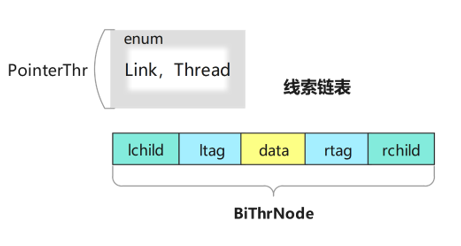 enum
PointerThr
Link，Thread
线索链表
lchild ltag data rtag rchild
BiThrNode